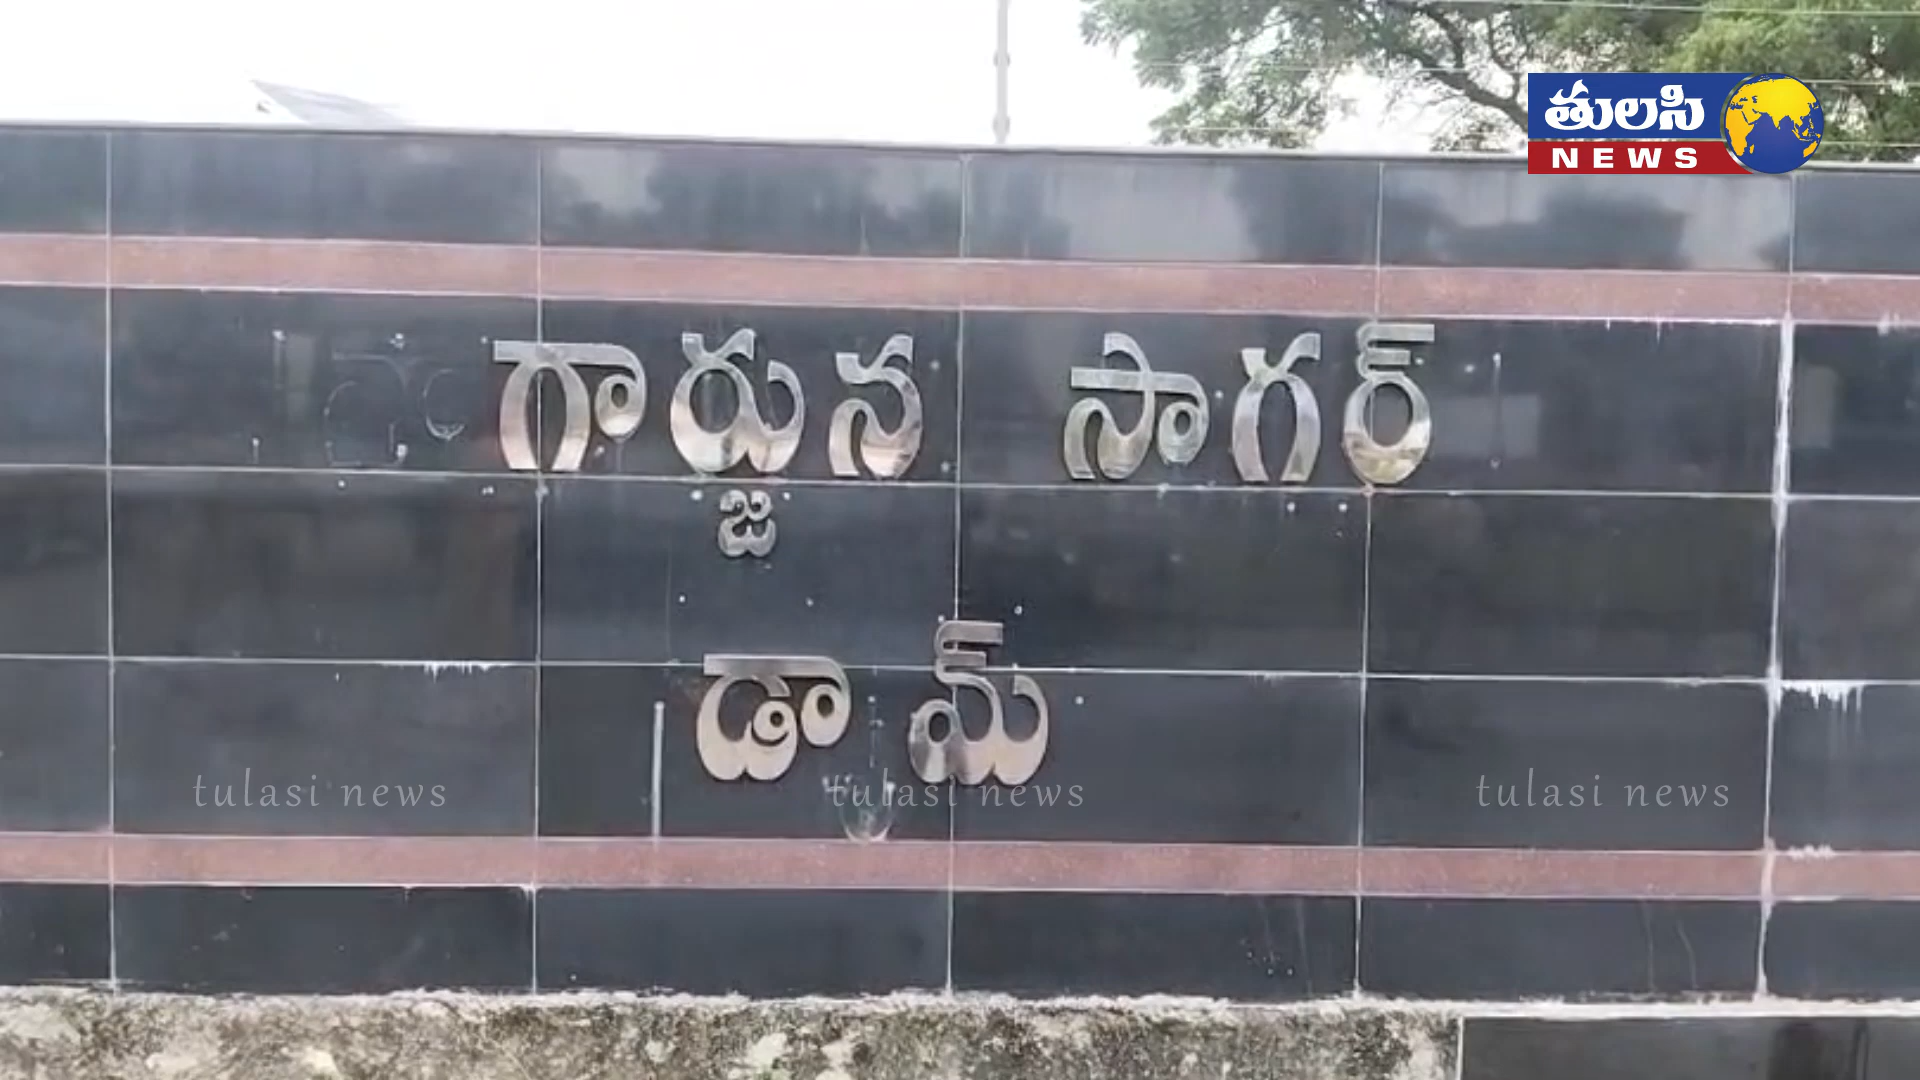 తులసి
NEWS
గార్జున సాగర్
డామ్
tulasi news tulasi news tulasi news